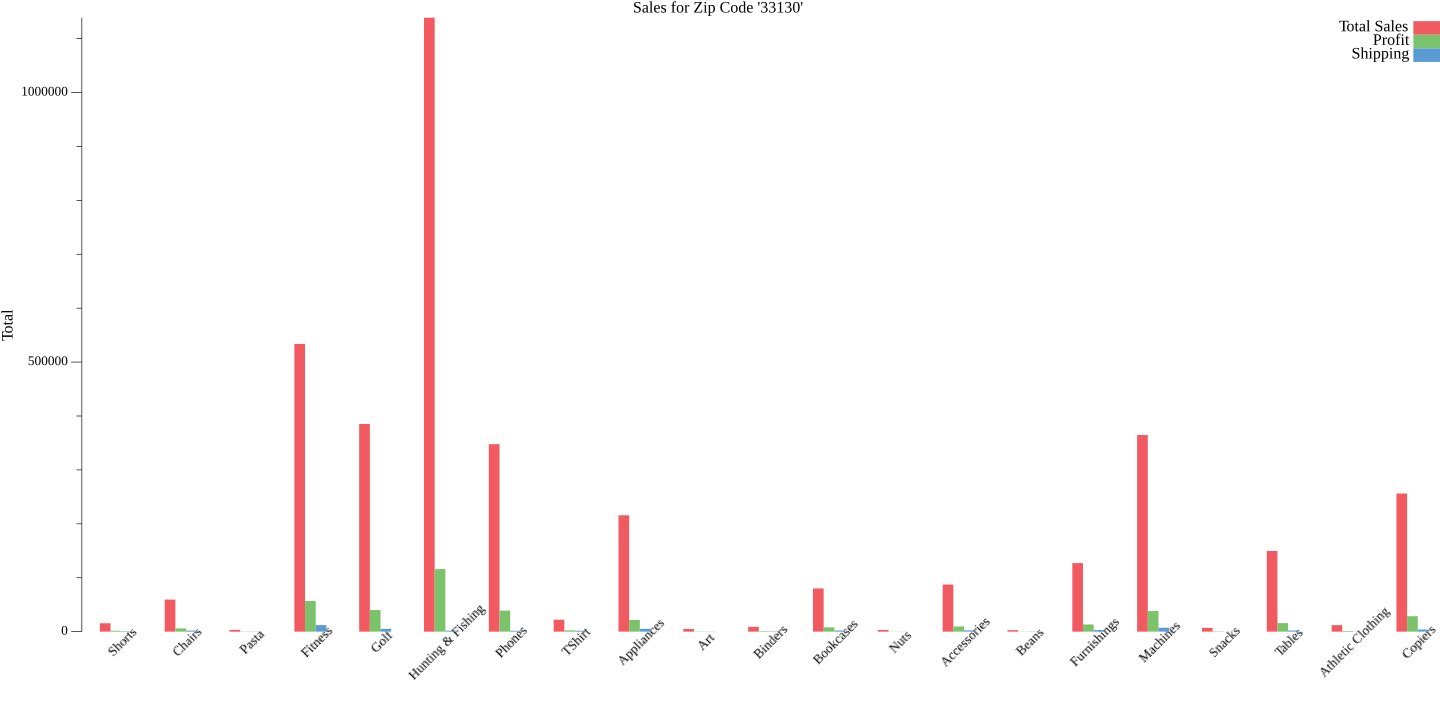 Sales for Zip Code '33130'
Total Sales
Profit
Shipping
Total
1000000
500000
0
Shorts
Chairs
Pasta
Fitness
Golf
Hunting & Fishing
Phones
TShirt
Appliances
Art
Binders
Bookcases
Nuts
Accessories
Beans
Furnishings
Machines
Snacks
Tables
Athletic Clothing
Copiers